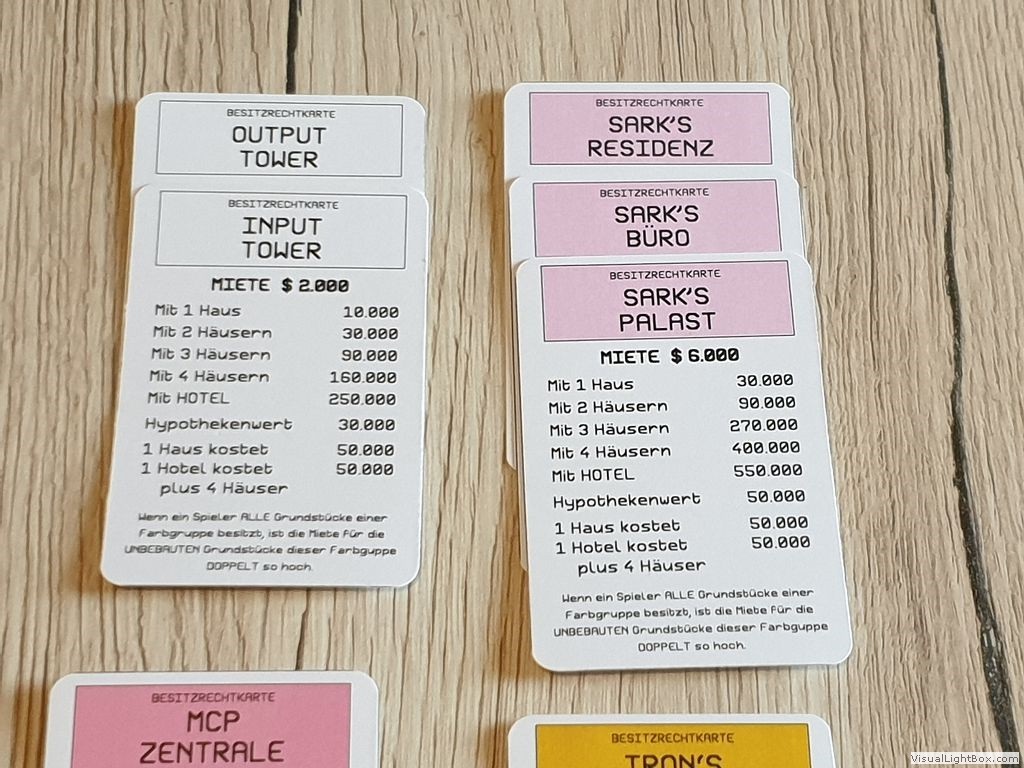 BESITZRECHTKARTE
OUTPUT
TOWER
BESITZRECHTKARTE
INPUT
TOWER
MIETE $ 2.000
Mit 1 Haus 10.000
Mit 2 Häusern 30.000
Mit 3 Häusern 90.000
Mit 4 Häusern 160.000
Mit HOTEL 250.000
Hypothekenwert 30.000
1 Haus kostet 50.000
1 Hotel kostet 50.000
plus 4 Häuser
Wenn ein Spieler ALLE Grundstücke einer
Farbgruppe besitzt, ist die Miete für die
UNBEBAUTEN Grundstücke dieser Farbguppe
DOPPELT so hoch.
BESITZRECHTKARTE
SARK'S
RESIDENZ
BESITZRECHTKARTE
SARK'S
BÜRO
BESITZRECHTKARTE
SARK'S
PALAST
MIETE $ 6.000
Mit 1 Haus 30.000
Mit 2 Häusern 90.000
Mit 3 Häusern 270.000
Mit 4 Häusern 400.000
Mit HOTEL 550.000
Hypothekenwert 50.000
1 Haus kostet 50.000
1 Hotel kostet 50.000
plus 4 Häuser
Wenn ein Spieler ALLE Grundstücke einer
Farbgruppe besitzt, ist die Miete für die
UNBEBAUTEN Grundstücke dieser Farbguppe
DOPPELT so hoch.
BESITZRECHTKARTE
MCP
ZENTRALE
BESITZRECHTKARTE
TRON'S
VisualLightBox.com